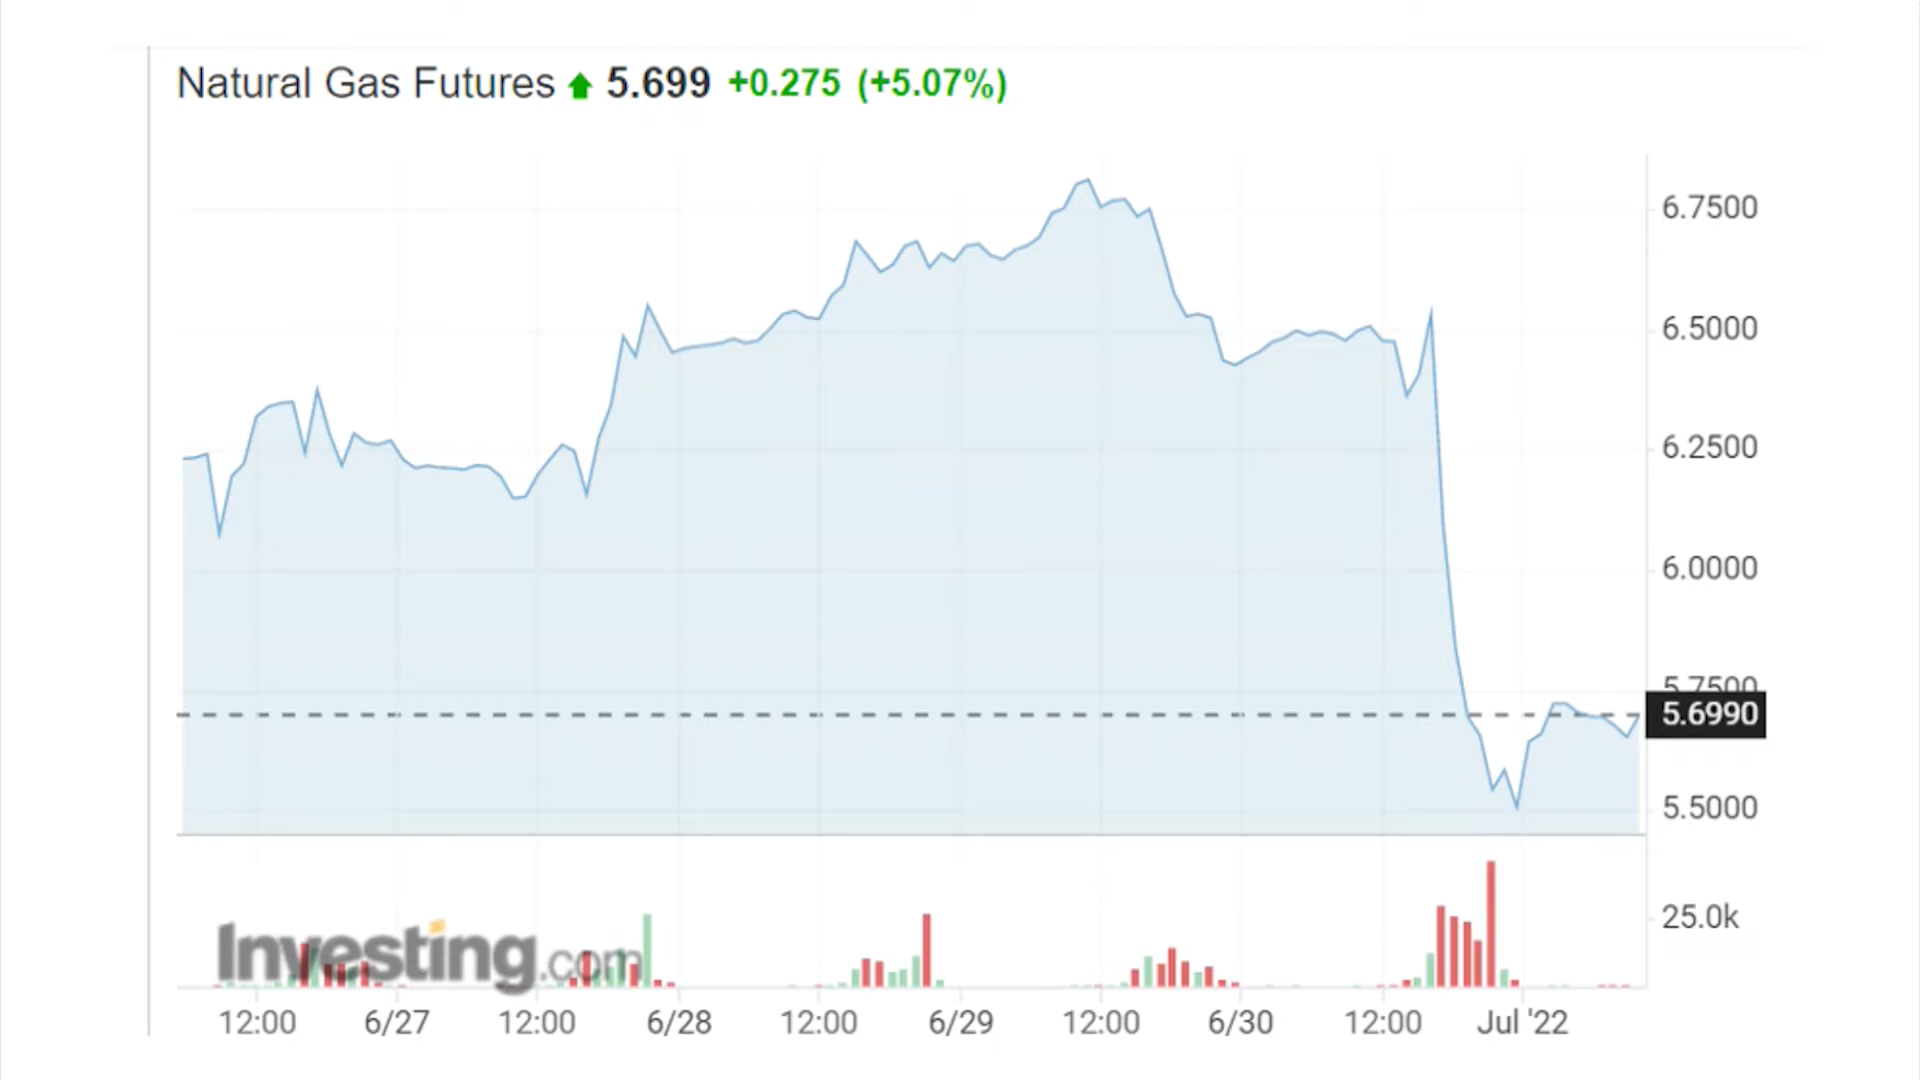 Natural Gas Futures 5.699 +0.275 (+5.07%)
6.7500
6.5000
6.2500
6.0000
5.7500
5.6990
5.5000
25.0k
Investing.com
12:00 6/27 12:00 6/28 12:00 6/29 12:00 6/30 12:00 Jul '22